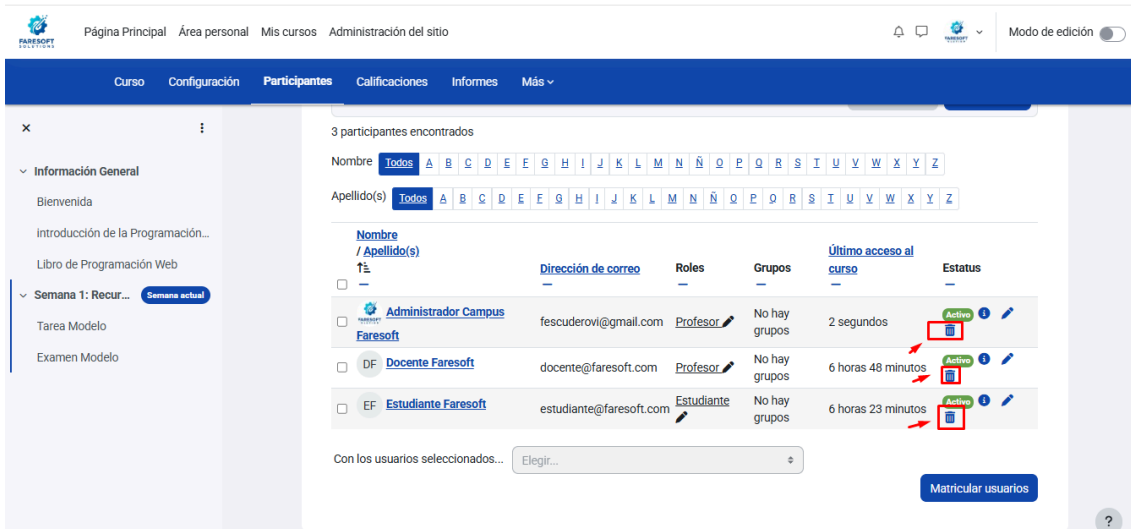 FARESOFT
SOLUTIONS
Página Principal Área personal Mis cursos Administración del sitio
Modo de edición
Curso Configuración Participantes Calificaciones Informes Más
3 participantes encontrados
Nombre Todos A B C D E F G H I J K L M N Ñ O P Q R S T U V W X Y Z
Apellido(s) Todos A B C D E F G H I J K L M N Ñ O P Q R S T U V W X Y Z
Información General
Bienvenida
introducción de la Programación...
Libro de Programación Web
Semana 1: Recur... Semana actual
Tarea Modelo
Examen Modelo
Nombre
/ Apellido(s)
Dirección de correo
Roles
Grupos
Último acceso al
curso
Estatus
Administrador Campus
Faresoft
fescuderovi@gmail.com
Profesor
No hay
grupos
2 segundos
Activo
DF Docente Faresoft
docente@faresoft.com
Profesor
No hay
grupos
6 horas 48 minutos
Activo
EF Estudiante Faresoft
estudiante@faresoft.com
Estudiante
No hay
grupos
6 horas 23 minutos
Activo
Con los usuarios seleccionados... Elegir...
Matricular usuarios
?